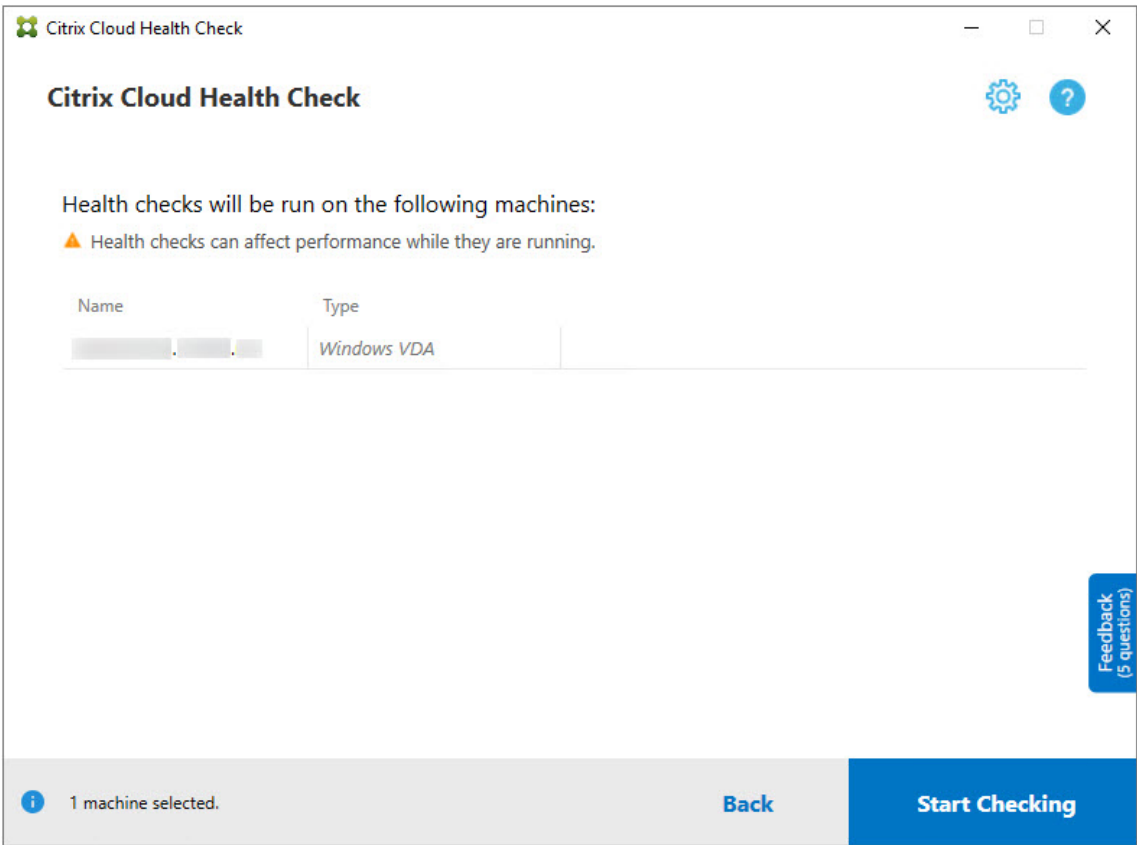 Citrix Cloud Health Check
Citrix Cloud Health Check
?
Health checks will be run on the following machines:
Health checks can affect performance while they are running.
Name Type
Windows VDA
Feedback
(5 questions)
1 machine selected.
Back
Start Checking